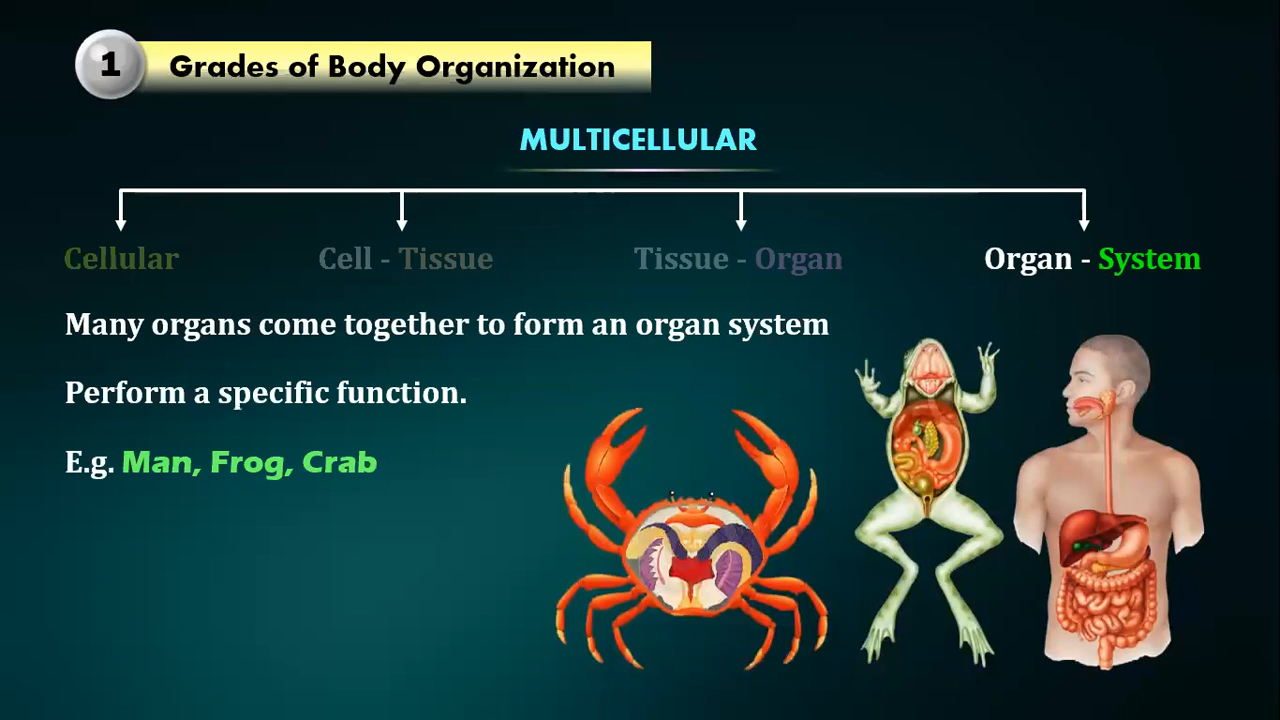 1 Grades of Body Organization
MULTICELLULAR
Cellular Cell - Tissue Tissue - Organ Organ - System
Many organs come together to form an organ system
Perform a specific function.
E.g. Man, Frog, Crab